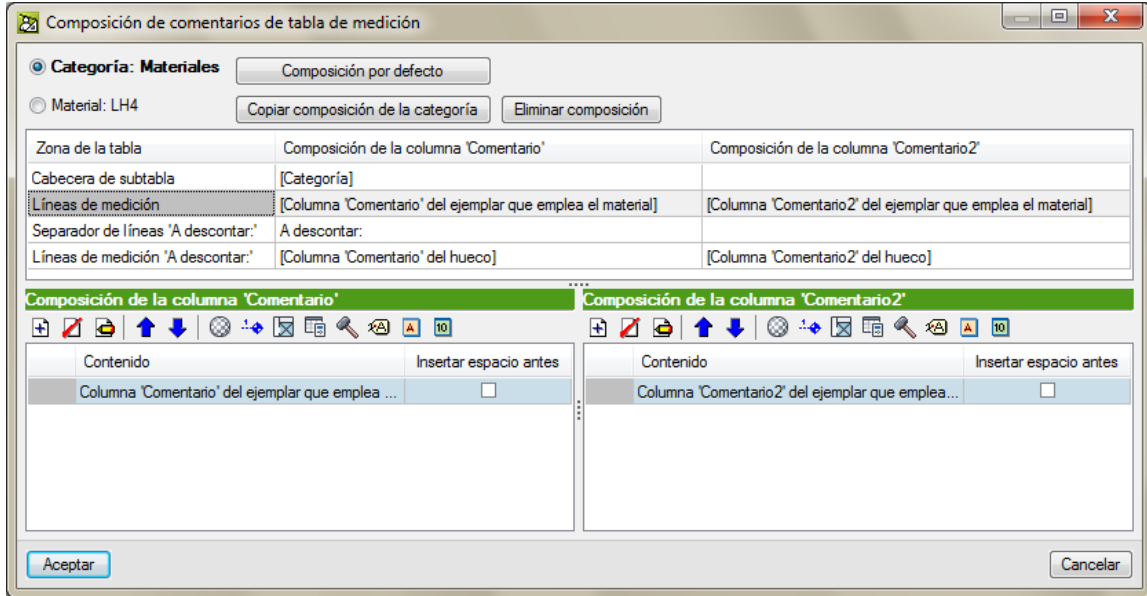 Composición de comentarios de tabla de medición
Categoría: Materiales
Composición por defecto
Material: LH4
Copiar composición de la categoría
Eliminar composición
Zona de la tabla Composición de la columna 'Comentario' Composición de la columna 'Comentario2'
Cabecera de subtabla [Categoría]
Líneas de medición [Columna 'Comentario' del ejemplar que emplea el material] [Columna 'Comentario2' del ejemplar que emplea el material]
Separador de líneas 'A descontar:' A descontar:
Líneas de medición 'A descontar:' [Columna 'Comentario' del hueco] [Columna 'Comentario2' del hueco]
Composición de la columna 'Comentario' Composición de la columna 'Comentario2'
A 10 A 10
Contenido Insertar espacio antes Contenido Insertar espacio antes
Columna 'Comentario' del ejemplar que emplea ... Columna 'Comentario2' del ejemplar que emplea...
Aceptar Cancelar